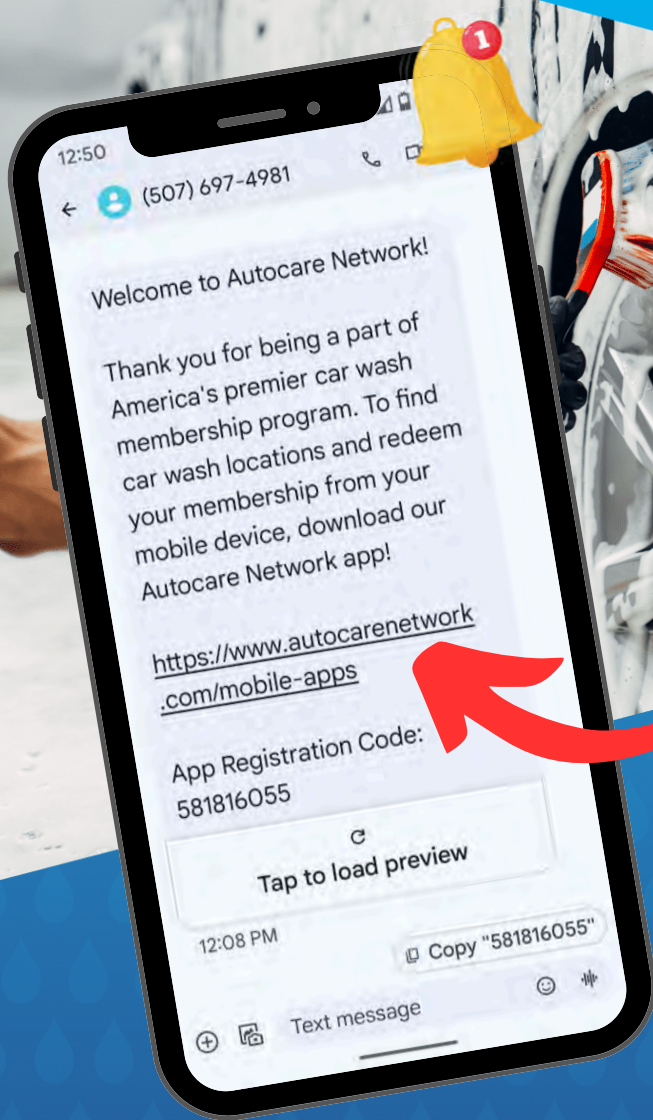 1
12:50
(507) 697-4981
Welcome to Autocare Network!
Thank you for being a part of
America's premier car wash
membership program. To find
car wash locations and redeem
your membership from your
mobile device, download our
Autocare Network app!
https://www.autocarenetwork
.com/mobile-apps
App Registration Code:
581816055
Tap to load preview
12:08 PM
Copy "581816055"
Text message